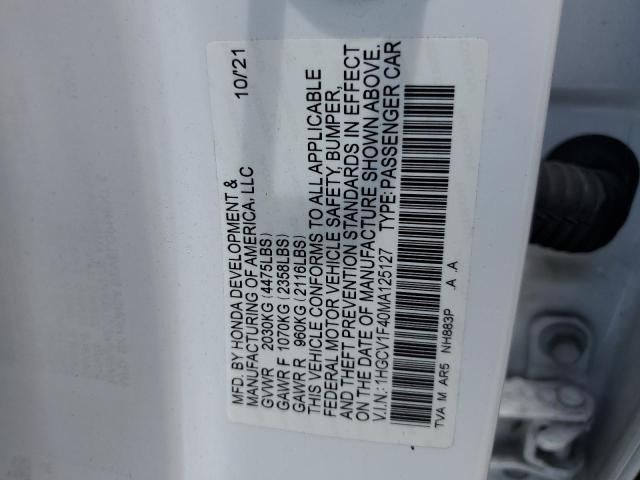 MFD. BY HONDA DEVELOPMENT & 10/'21
MANUFACTURING OF AMERICA, LLC
GVWR 2030KG (4475LBS)
GAWR F 1070KG (2358LBS)
GAWR R 960KG (2116LBS)
THIS VEHICLE CONFORMS TO ALL APPLICABLE
FEDERAL MOTOR VEHICLE SAFETY, BUMPER,
AND THEFT PREVENTION STANDARDS IN EFFECT
ON THE DATE OF MANUFACTURE SHOWN ABOVE.
V.I.N.: 1HGCV1F40MA125127 TYPE: PASSENGER CAR
TVA M AR5 NH883P .A .A